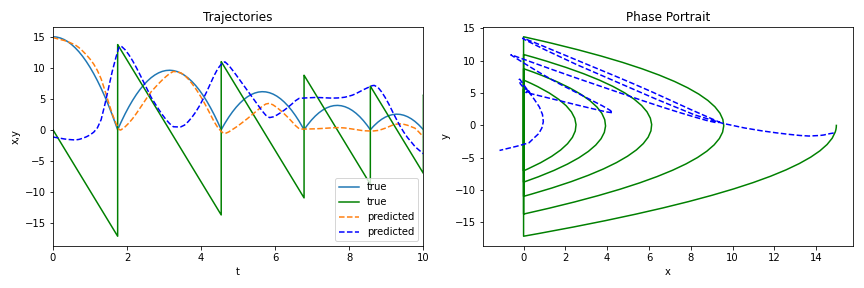 Trajectories
x,y
15
10
5
0
−5
−10
−15
0 2 4 6 8 10
t
true
true
predicted
predicted
Phase Portrait
y
15
10
5
0
−5
−10
−15
0 2 4 6 8 10 12 14
x